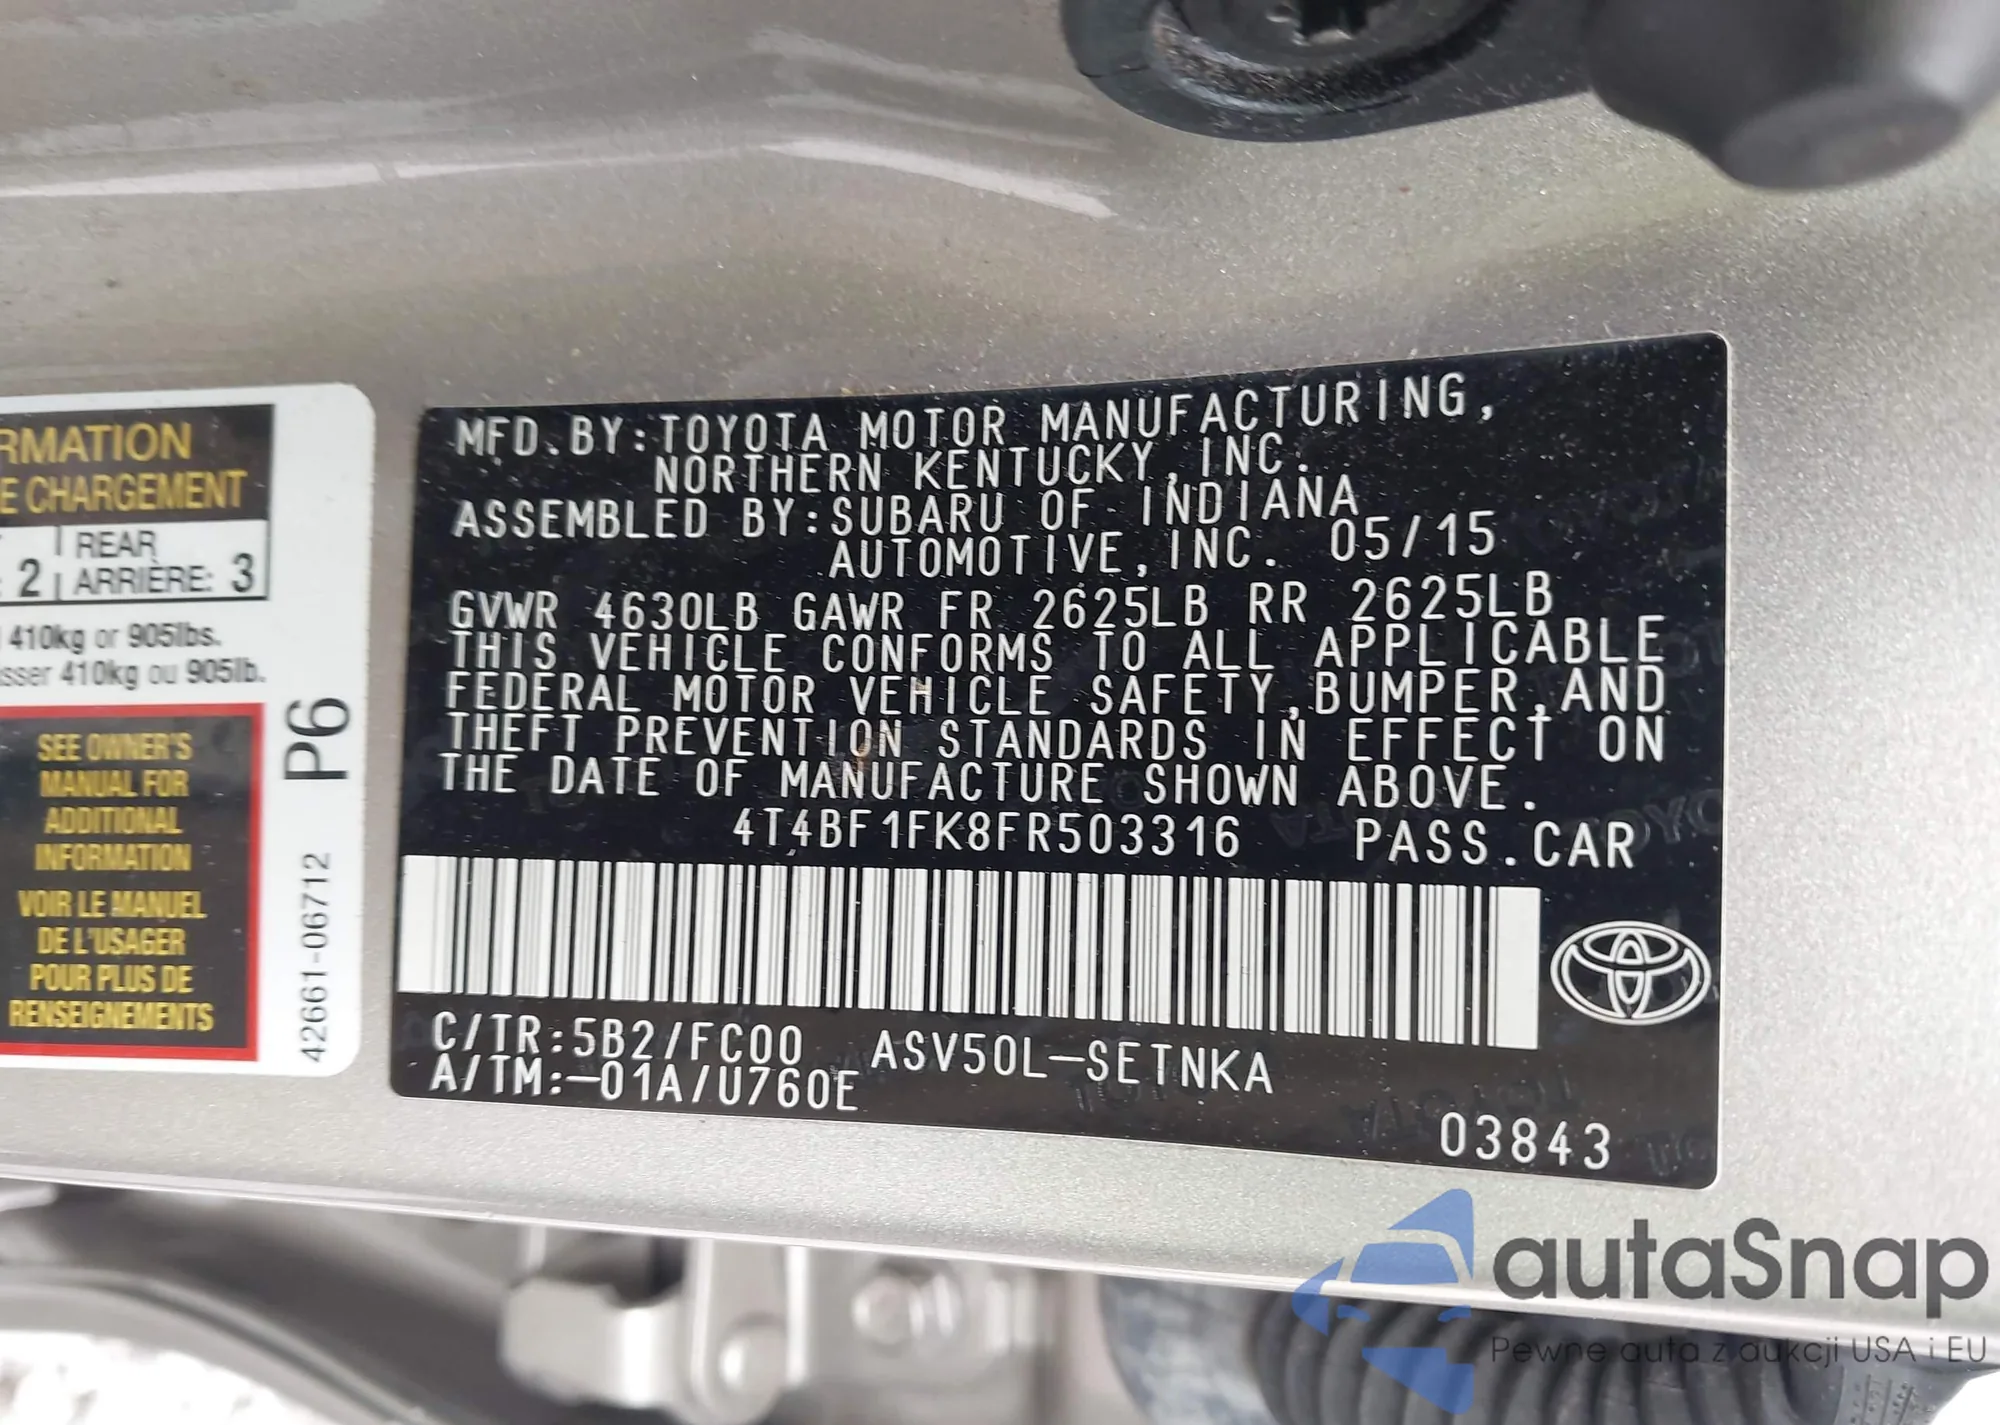 RMATION
E CHARGEMENT
2 REAR
ARRIÈRE: 3
410kg or 905lbs.
sser 410kg ou 905lb.
SEE OWNER'S
MANUAL FOR
ADDITIONAL
INFORMATION
VOIR LE MANUEL
DE L'USAGER
POUR PLUS DE
RENSEIGNEMENTS
P6
42661-06712
MFD.BY:TOYOTA MOTOR MANUFACTURING,
NORTHERN KENTUCKY,INC.
ASSEMBLED BY:SUBARU OF INDIANA
AUTOMOTIVE,INC. 05/15
GVWR 4630LB GAWR FR 2625LB RR 2625LB
THIS VEHICLE CONFORMS TO ALL APPLICABLE
FEDERAL MOTOR VEHICLE SAFETY,BUMPER,AND
THEFT PREVENTION STANDARDS IN EFFECT ON
THE DATE OF MANUFACTURE SHOWN ABOVE.
4T4BF1FK8FR503316 PASS.CAR
C/TR:5B2/FC00 ASV50L-SETNKA
A/TM:-01A/U760E
03843
autaSnap
Pewne auta z aukcji USA i EU